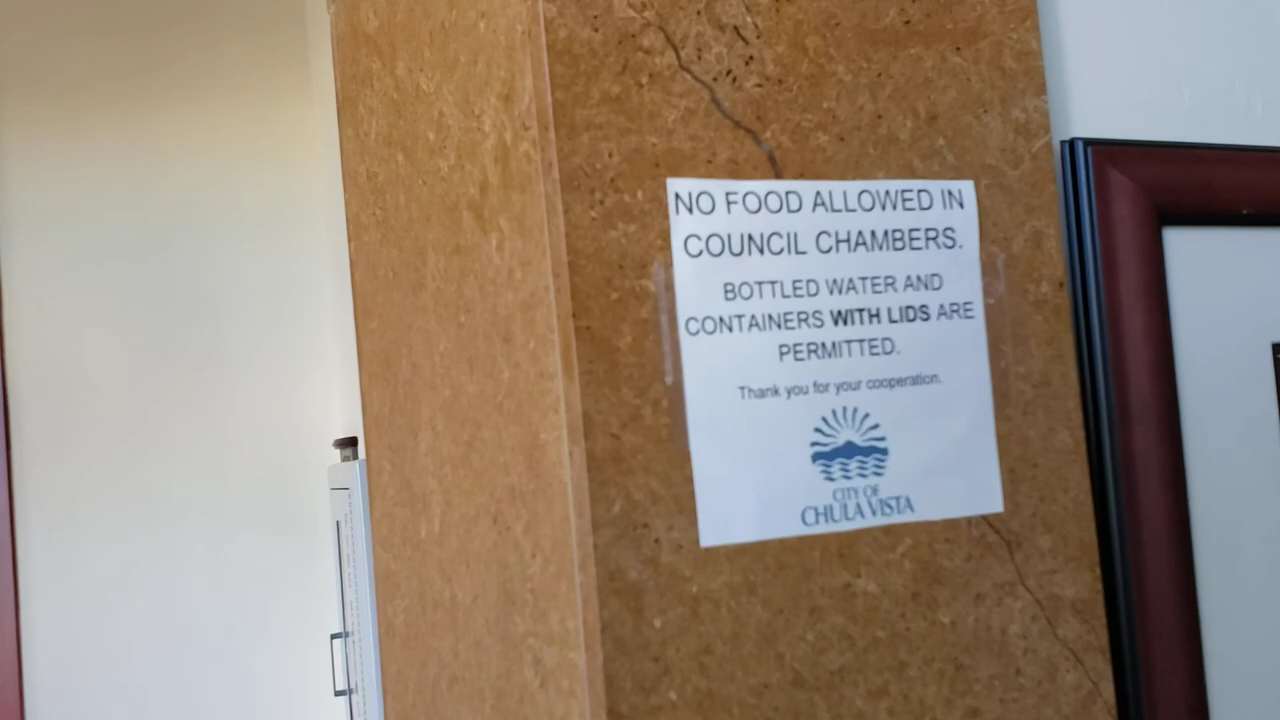 NO FOOD ALLOWED IN
COUNCIL CHAMBERS.
BOTTLED WATER AND
CONTAINERS WITH LIDS ARE
PERMITTED.
Thank you for your cooperation.
CITY OF
CHULA VISTA